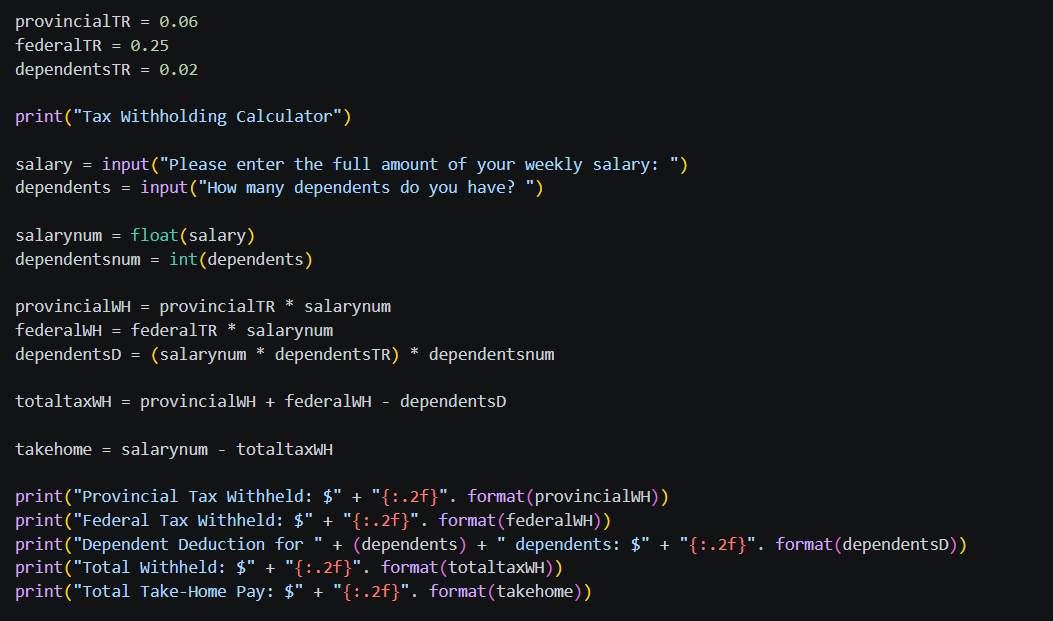 provincialTR = 0.06
federalTR = 0.25
dependentsTR = 0.02
print("Tax Withholding Calculator")
salary = input("Please enter the full amount of your weekly salary: ")
dependents = input("How many dependents do you have? ")
salarynum = float(salary)
dependentsnum = int(dependents)
provincialWH = provincialTR * salarynum
federalWH = federalTR * salarynum
dependentsD = (salarynum * dependentsTR) * dependentsnum
totaltaxWH = provincialWH + federalWH - dependentsD
takehome = salarynum - totaltaxWH
print("Provincial Tax Withheld: $" + "{:.2f}". format(provincialWH))
print("Federal Tax Withheld: $" + "{:.2f}". format(federalWH))
print("Dependent Deduction for " + (dependents) + " dependents: $" + "{:.2f}". format(dependentsD))
print("Total Withheld: $" + "{:.2f}". format(totaltaxWH))
print("Total Take-Home Pay: $" + "{:.2f}". format(takehome))